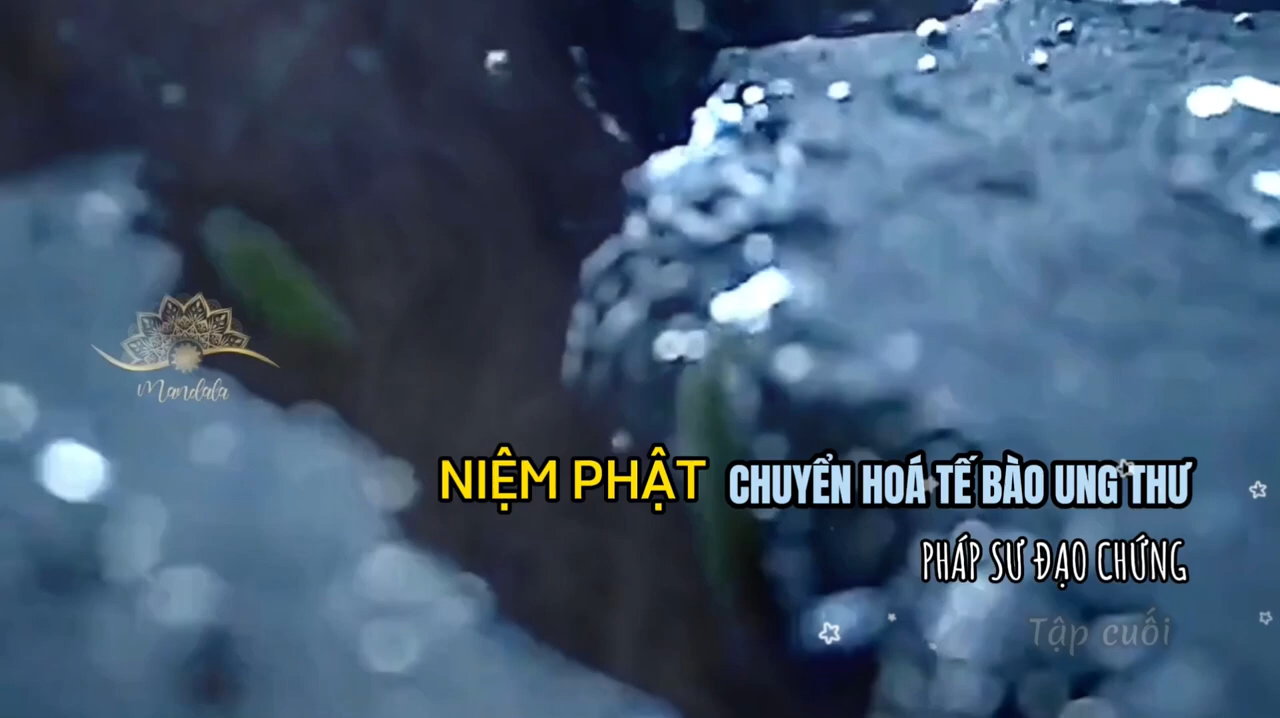 Mandala
NIỆM PHẬT CHUYỂN HOÁ TẾ BÀO UNG THƯ
PHÁP SƯ ĐẠO CHỨNG
Tập cuối